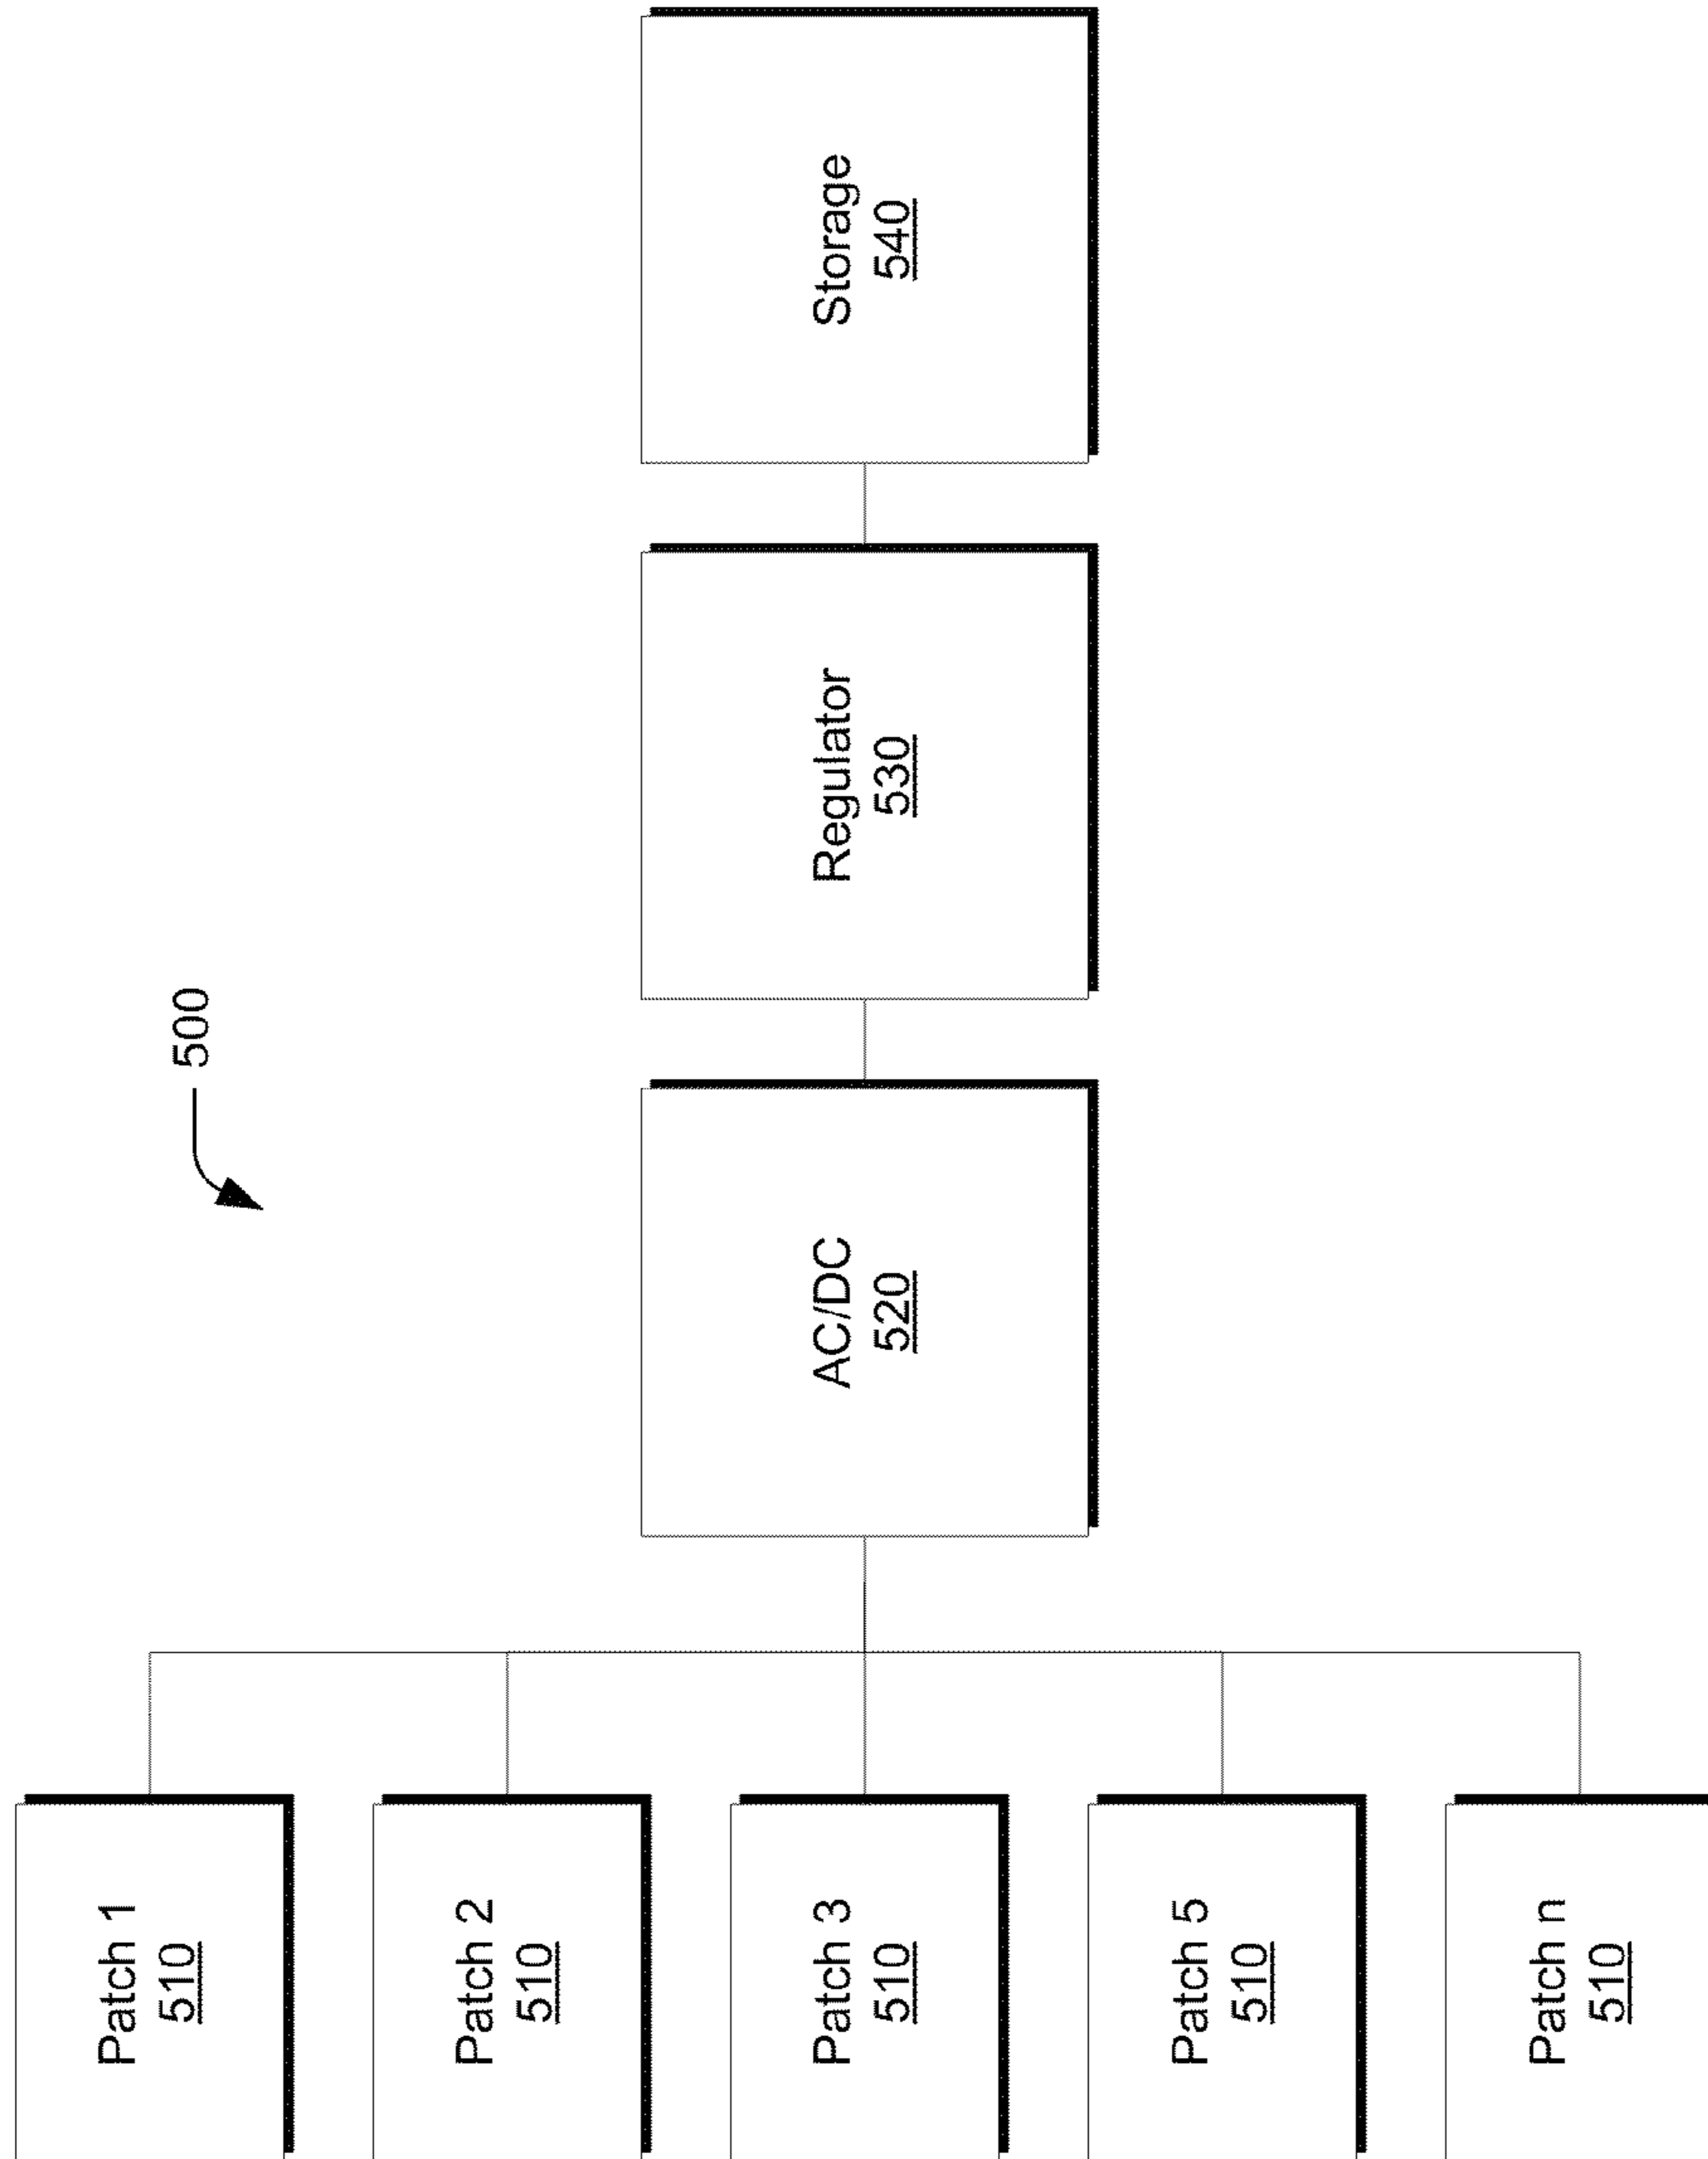 500
Patch 1
510
Patch 2
510
Patch 3
510
Patch 5
510
Patch n
510
AC/DC
520
Regulator
530
Storage
540